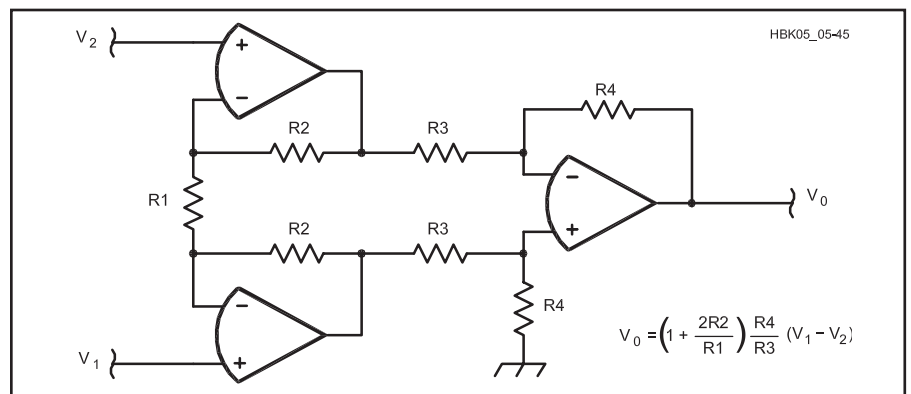 HBK05_05-45
V2
R4
R2
R3
R1
V0
R2
R3
R4
V0 = (1 + 2R2/R1) R4/R3 (V1 – V2)
V1